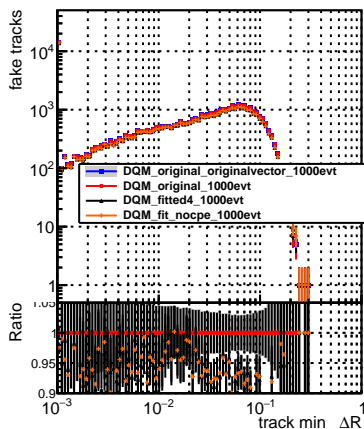 fake tracks
10⁴
10³
10²
DQM_original_originalvector_1000evt
DQM_original_1000evt
DQM_fitted4_1000evt
DQM_fit_nocpe_1000evt
10
1
Ratio
1.05
1
0.95
0.9
10⁻³ 10⁻² 10⁻¹ 1
track min ΔR